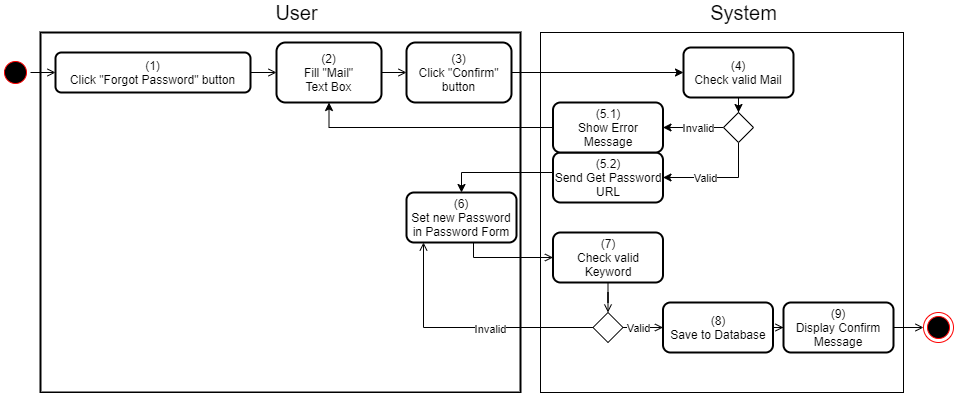 User
System
(1)
Click "Forgot Password" button
(2)
Fill "Mail"
Text Box
(3)
Click "Confirm"
button
(4)
Check valid Mail
(5.1)
Show Error
Message
Invalid
(5.2)
Send Get Password
URL
Valid
(6)
Set new Password
in Password Form
(7)
Check valid
Keyword
Invalid
Valid
(8)
Save to Database
(9)
Display Confirm
Message